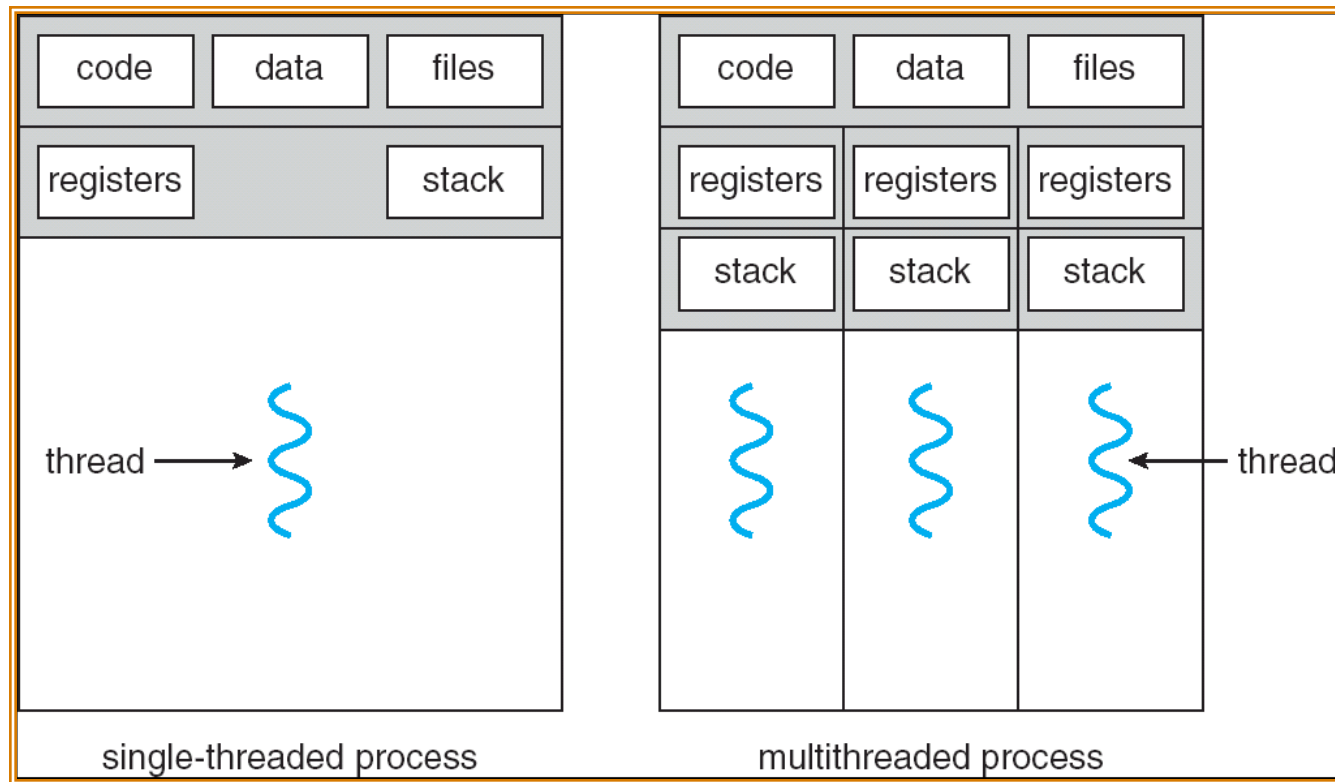 code data files
registers stack
thread
single-threaded process
code data files
registers registers registers
stack stack stack
thread
multithreaded process